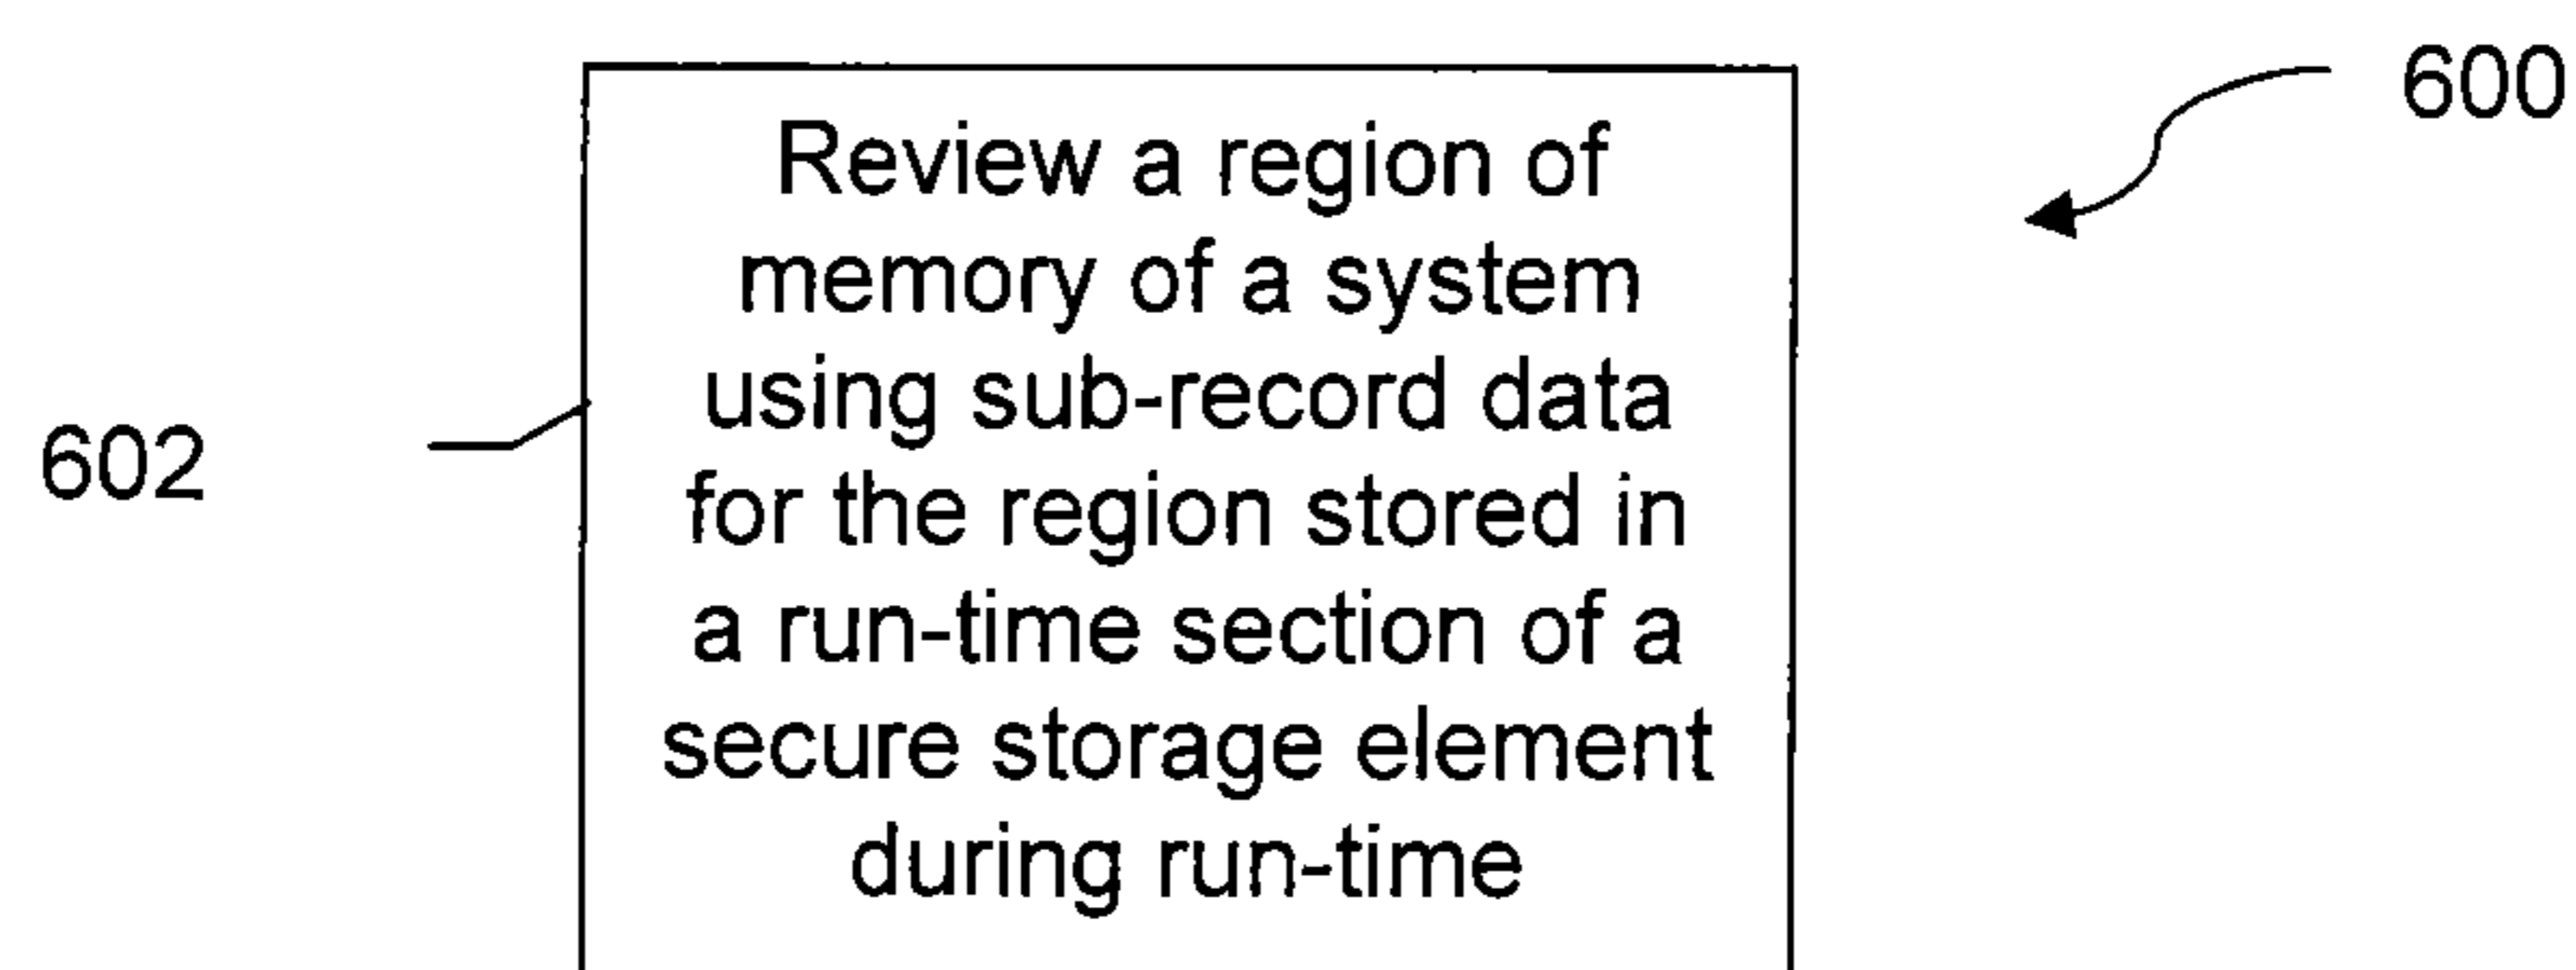 600
Review a region of
memory of a system
using sub-record data
for the region stored in
a run-time section of a
secure storage element
during run-time
602